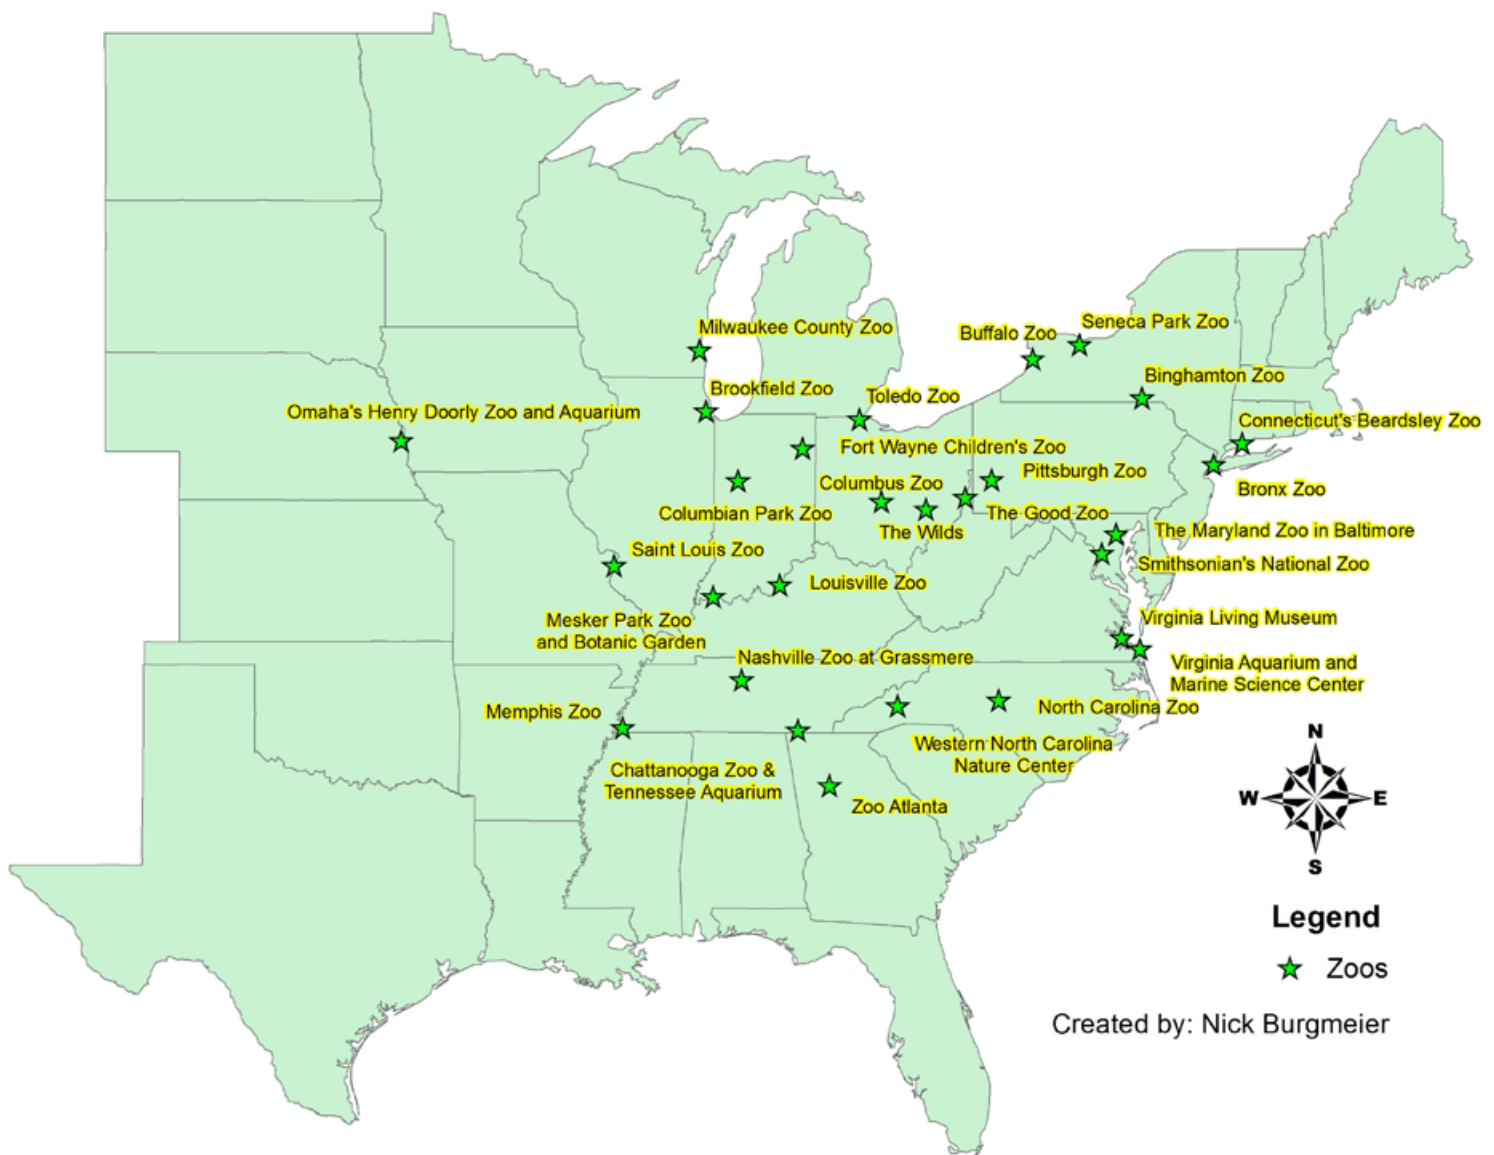 Seneca Park Zoo
Milwaukee County Zoo
Buffalo Zoo
Binghamton Zoo
Brookfield Zoo
Toledo Zoo
Omaha's Henry Doorly Zoo and Aquarium
Connecticut's Beardsley Zoo
Fort Wayne Children's Zoo
Pittsburgh Zoo
Columbus Zoo
Bronx Zoo
Columbian Park Zoo
The Good Zoo
The Wilds
The Maryland Zoo in Baltimore
Saint Louis Zoo
Smithsonian's National Zoo
Louisville Zoo
Mesker Park Zoo
and Botanic Garden
Virginia Living Museum
Nashville Zoo at Grassmere
Virginia Aquarium and
Marine Science Center
Memphis Zoo
North Carolina Zoo
Western North Carolina
Nature Center
Chattanooga Zoo &
Tennessee Aquarium
Zoo Atlanta
N
W
E
S
Legend
Zoos
Created by: Nick Burgmeier